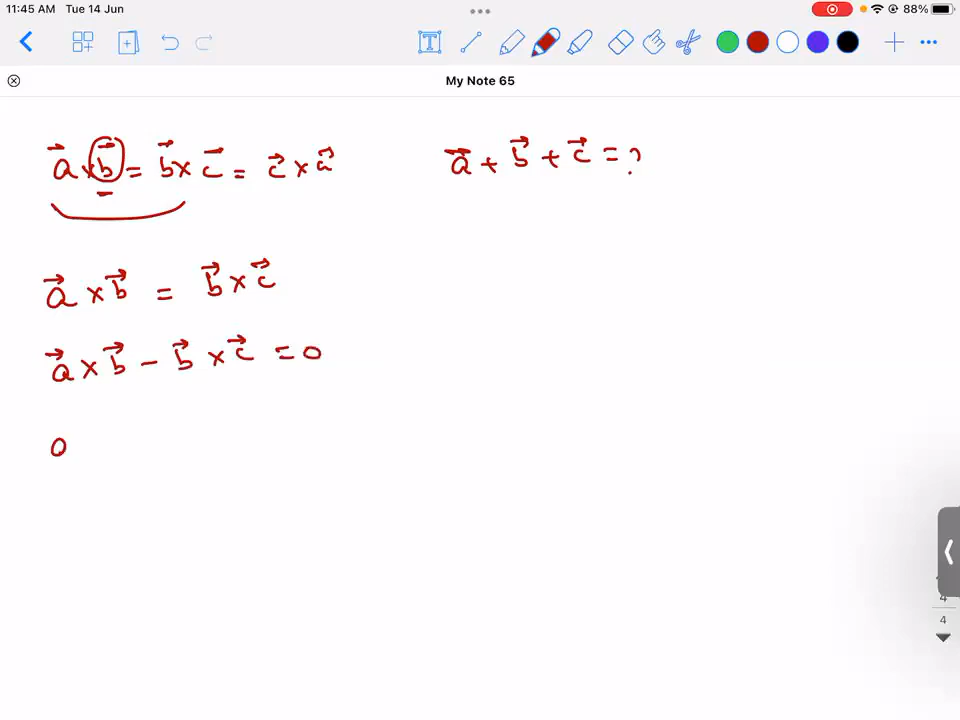 11:45 AM Tue 14 Jun
88%
My Note 65
a⃗ × b⃗ = b⃗ × c⃗ = c⃗ × a⃗
a⃗ + b⃗ + c⃗ = ?
a⃗ × b⃗ = b⃗ × c⃗
a⃗ × b⃗ − b⃗ × c⃗ = 0
0
4
4